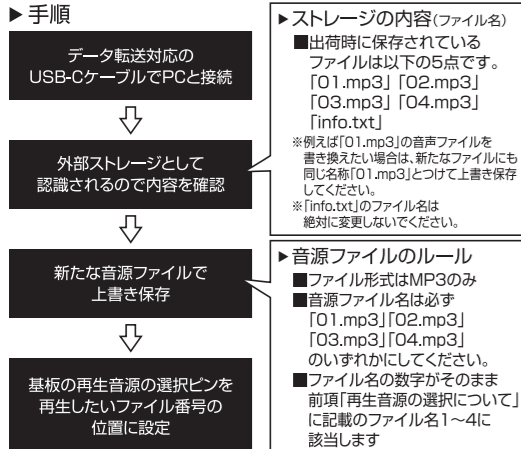 ▶手順
データ転送対応の
USB-CケーブルでPCと接続
外部ストレージとして
認識されるので内容を確認
新たな音源ファイルで
上書き保存
基板の再生音源の選択ピンを
再生したいファイル番号の
位置に設定
▶ストレージの内容(ファイル名)
■出荷時に保存されている
ファイルは以下の5点です。
「01.mp3」「02.mp3」
「03.mp3」「04.mp3」
「info.txt」
※例えば「01.mp3」の音声ファイルを
書き換えたい場合は、新たなファイルにも
同じ名称「01.mp3」とつけて上書き保存
してください。
※「info.txt」のファイル名は
絶対に変更しないでください。
▶音源ファイルのルール
■ファイル形式はMP3のみ
■音源ファイル名は必ず
「01.mp3」「02.mp3」
「03.mp3」「04.mp3」
のいずれかにしてください。
■ファイル名の数字がそのまま
前項「再生音源の選択について」
に記載のファイル名1〜4に
該当します